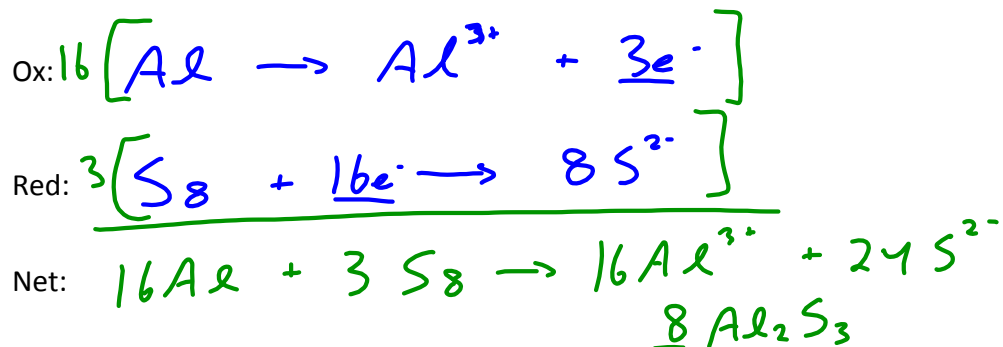 Ox: 16 [Al → Al³⁺ + 3e⁻]
Red: 3 [S₈ + 16e⁻ → 8 S²⁻]
Net: 16Al + 3 S₈ → 16Al³⁺ + 24 S²⁻
8 Al₂S₃